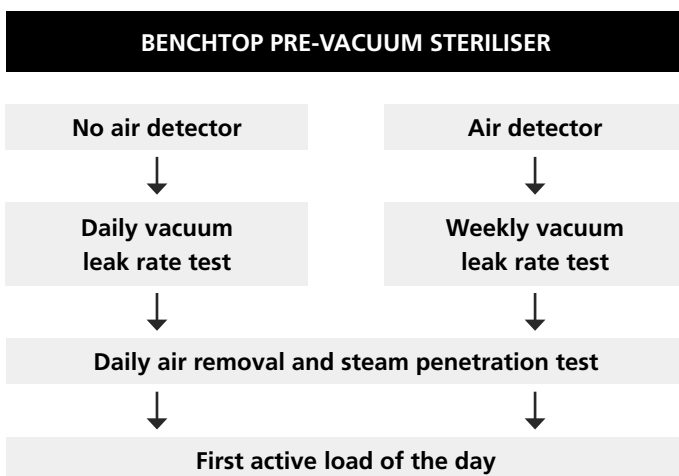 BENCHTOP PRE-VACUUM STERILISER
No air detector
Air detector
Daily vacuum
leak rate test
Weekly vacuum
leak rate test
Daily air removal and steam penetration test
First active load of the day